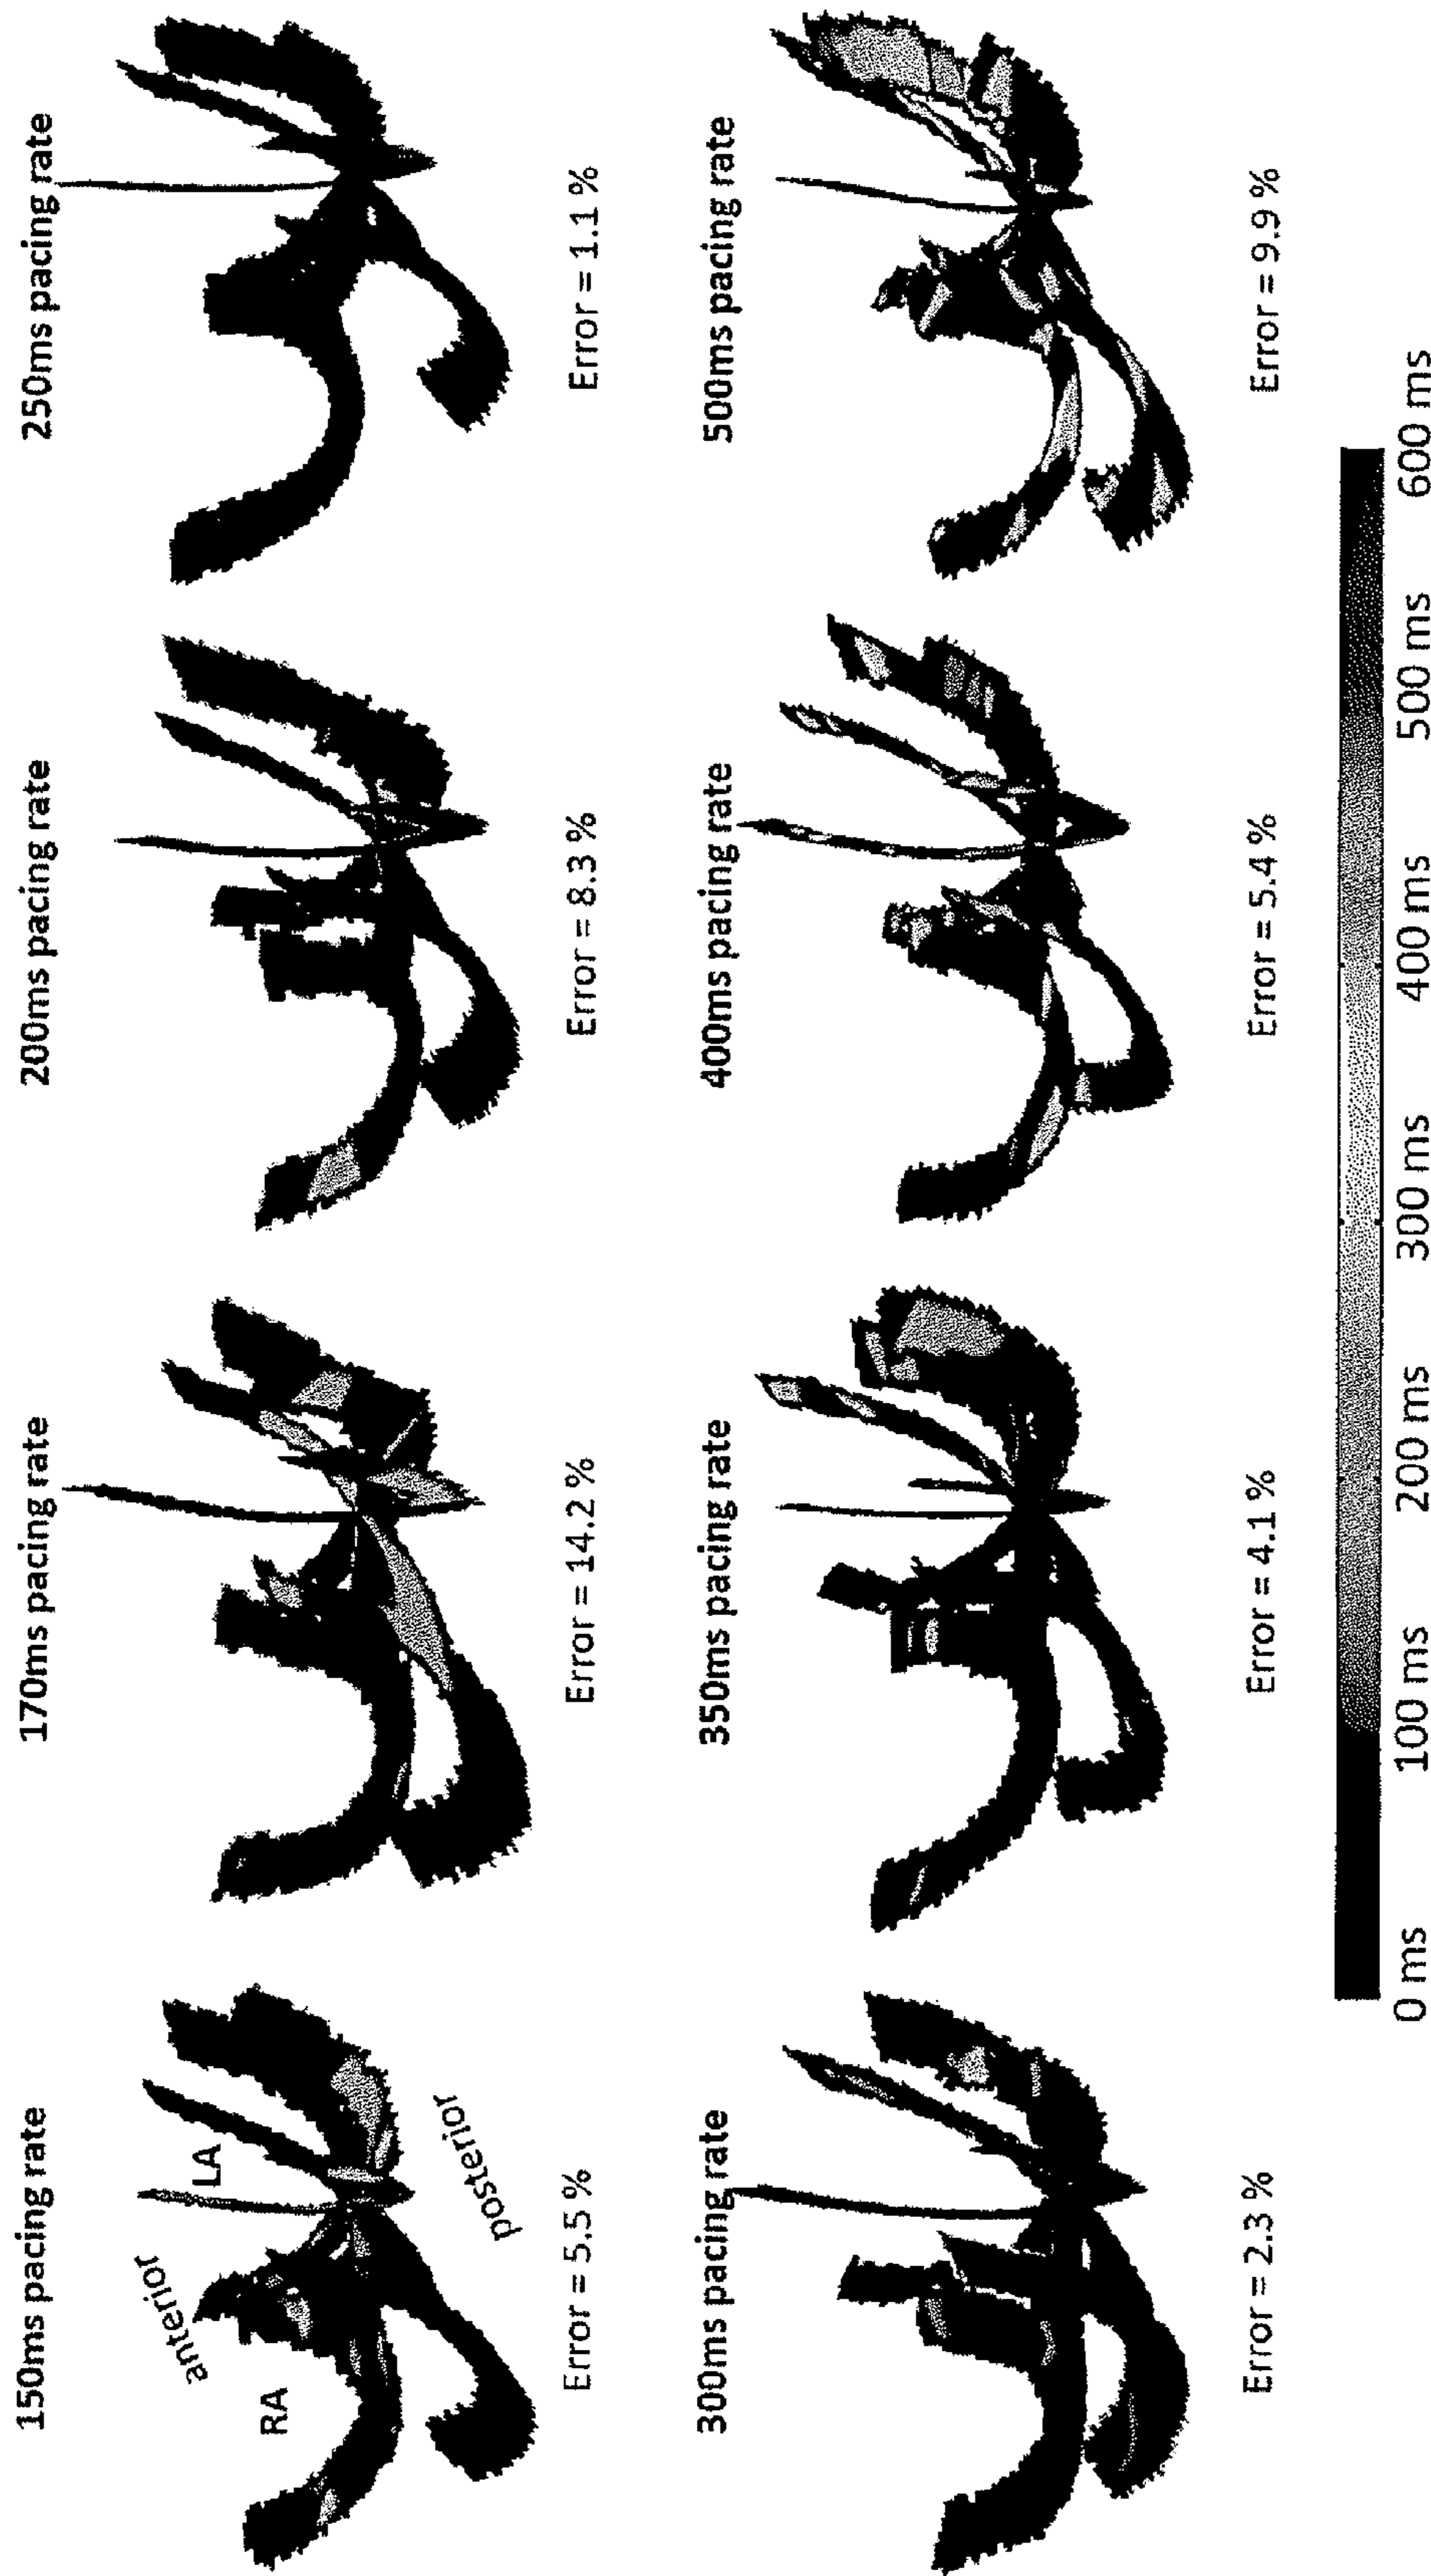 150ms pacing rate
170ms pacing rate
200ms pacing rate
250ms pacing rate
anterior
RA
LA
posterior
Error = 5.5 %
Error = 14.2 %
Error = 8.3 %
Error = 1.1 %
300ms pacing rate
350ms pacing rate
400ms pacing rate
500ms pacing rate
Error = 2.3 %
Error = 4.1 %
Error = 5.4 %
Error = 9.9 %
0 ms
100 ms
200 ms
300 ms
400 ms
500 ms
600 ms